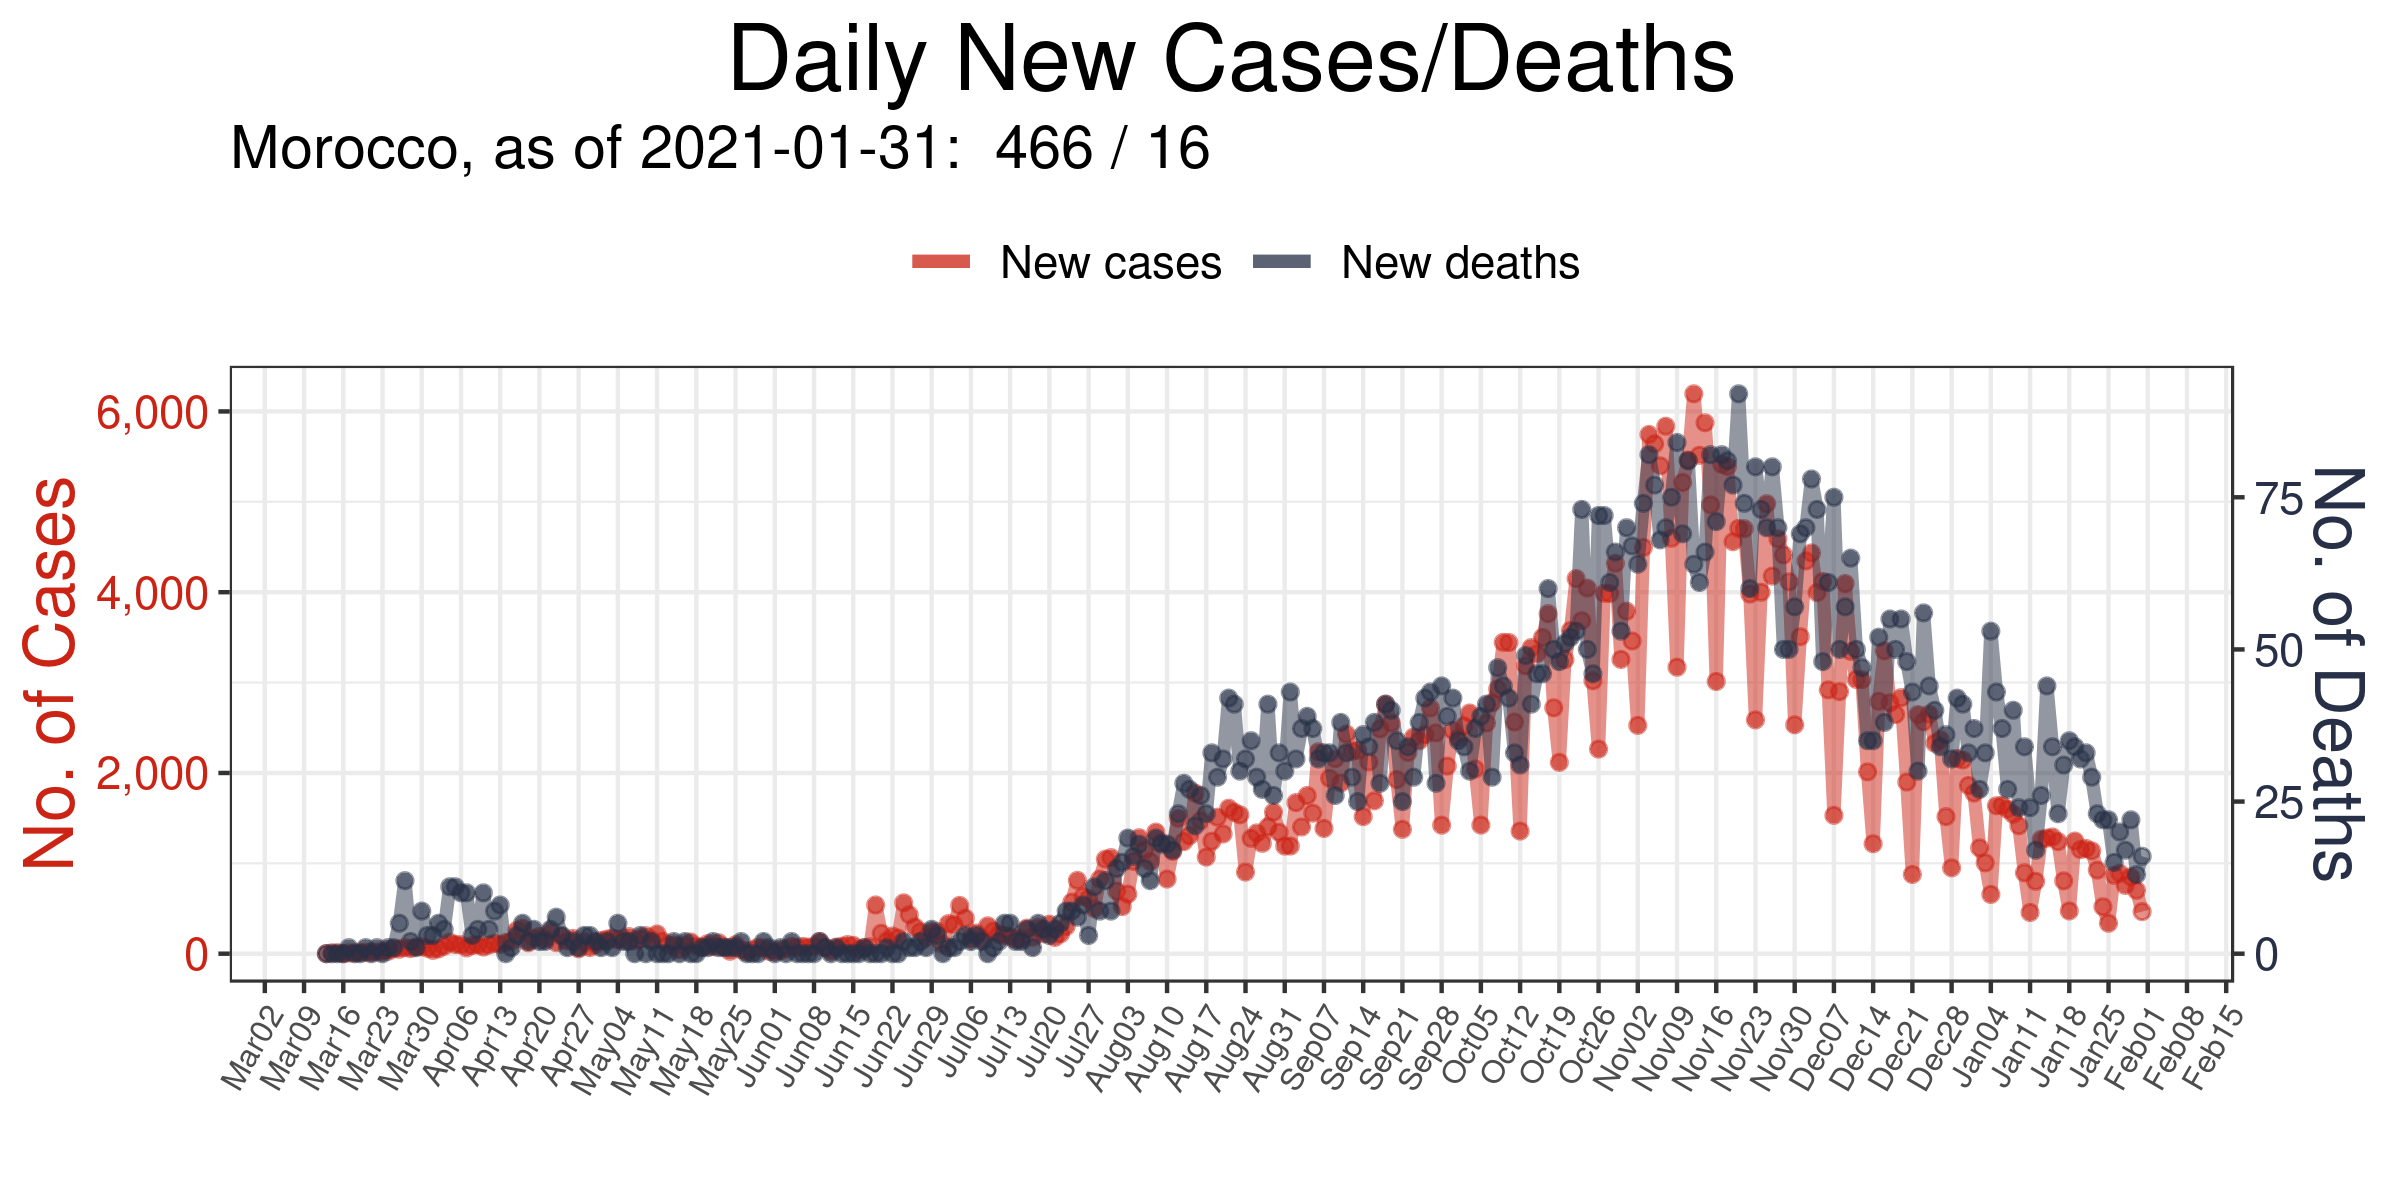 Daily New Cases/Deaths
Morocco, as of 2021-01-31:  466 / 16
New cases
New deaths
No. of Cases
6,000
4,000
2,000
0
75
50
25
0
No. of Deaths
Mar02
Mar09
Mar16
Mar23
Mar30
Apr06
Apr13
Apr20
Apr27
May04
May11
May18
May25
Jun01
Jun08
Jun15
Jun22
Jun29
Jul06
Jul13
Jul20
Jul27
Aug03
Aug10
Aug17
Aug24
Aug31
Sep07
Sep14
Sep21
Sep28
Oct05
Oct12
Oct19
Oct26
Nov02
Nov09
Nov16
Nov23
Nov30
Nov07
Dec14
Dec21
Dec28
Dec04
Jan11
Jan18
Jan25
Feb01
Feb08
Feb15